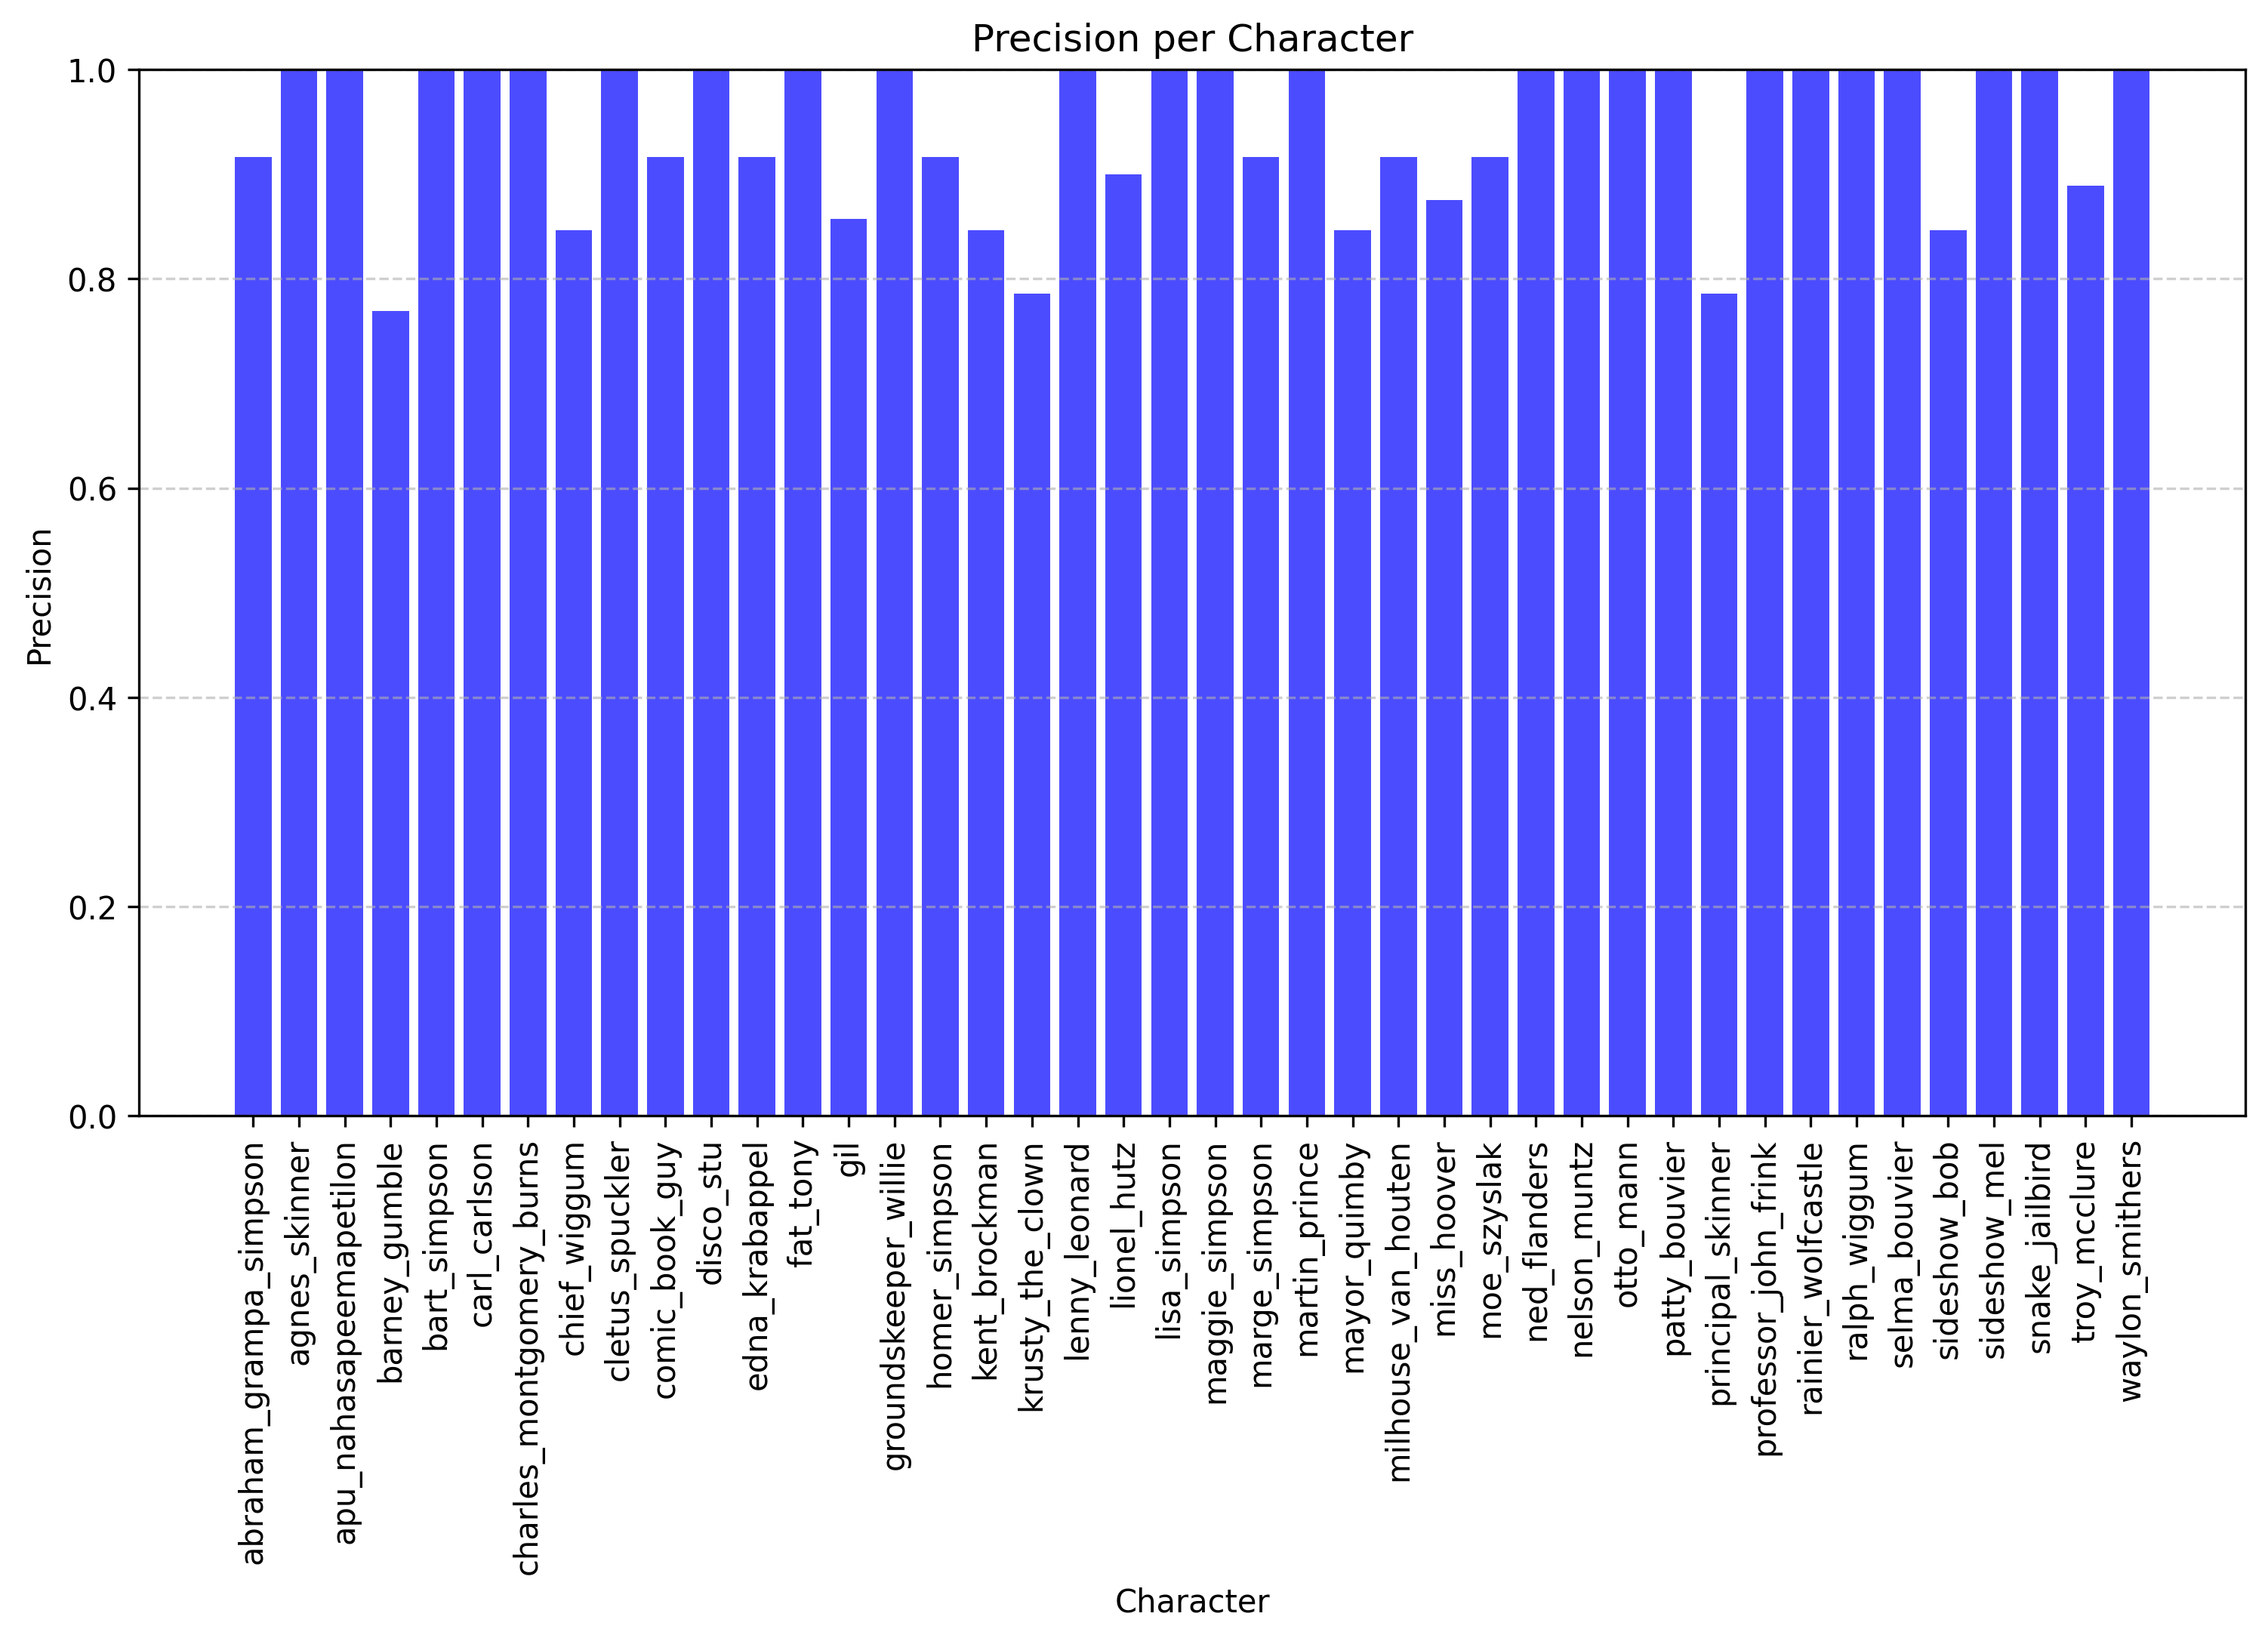 Precision per Character
1.0
0.8
0.6
0.4
0.2
0.0
Precision
abraham_grampa_simpson
agnes_skinner
apu_nahasapeemapetilon
barney_gumble
bart_simpson
carl_carlson
charles_montgomery_burns
chief_wiggum
cletus_spuckler
comic_book_guy
disco_stu
edna_krabappel
fat_tony
gil
groundskeeper_willie
homer_simpson
kent_brockman
krusty_the_clown
lenny_leonard
lionel_hutz
lisa_simpson
maggie_simpson
marge_simpson
martin_prince
mayor_quimby
milhouse_van_houten
miss_hoover
moe_szyslak
ned_flanders
nelson_muntz
otto_mann
patty_bouvier
principal_skinner
professor_john_frink
rainier_wolfcastle
ralph_wiggum
selma_bouvier
sideshow_bob
sideshow_mel
snake_jailbird
troy_mcclure
waylon_smithers
Character